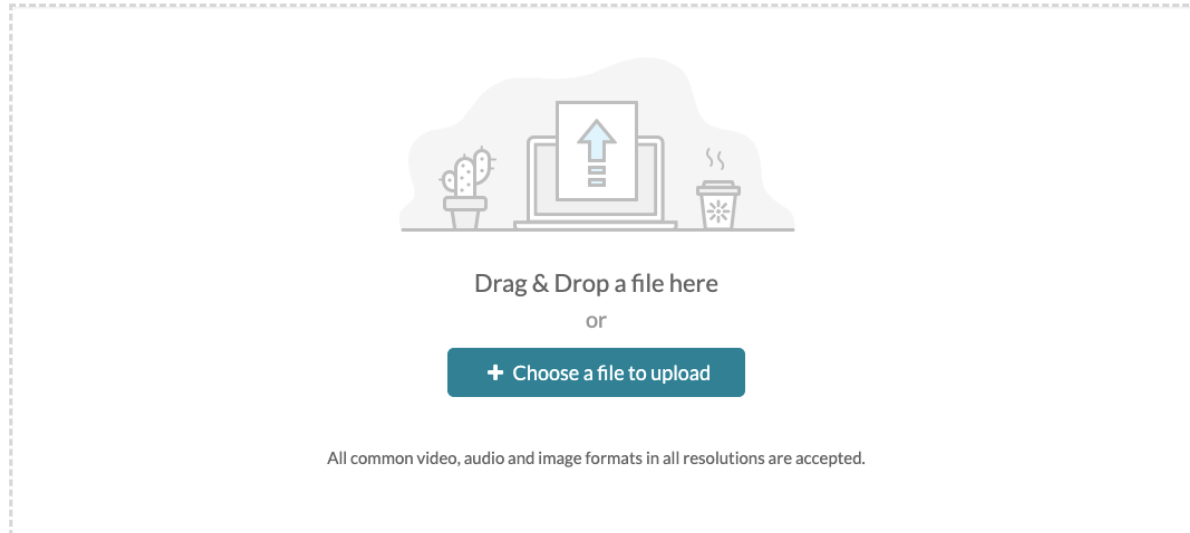 Drag & Drop a file here
or
+ Choose a file to upload
All common video, audio and image formats in all resolutions are accepted.